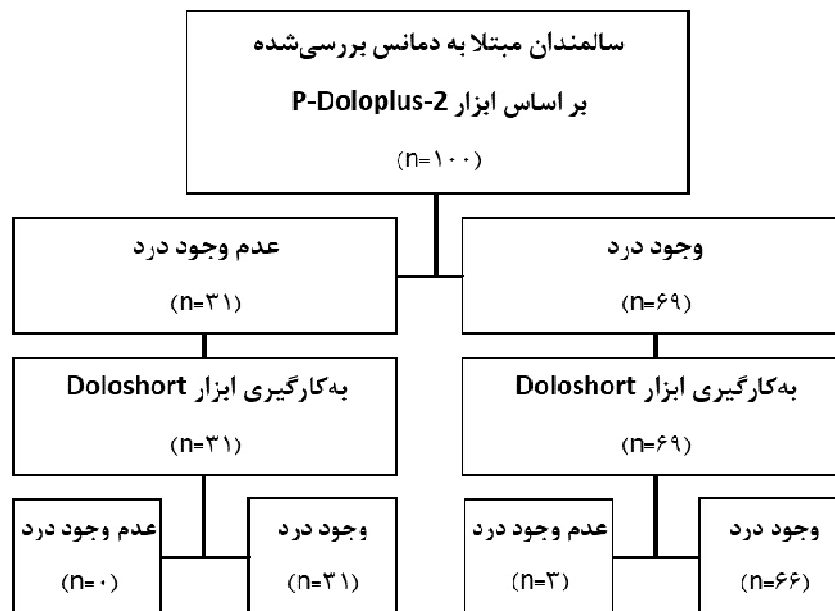 سالمندان مبتلا به دمانس بررسی‌شده
بر اساس ابزار P-Doloplus-2
(n=۱۰۰)
وجود درد
(n=۶۹)
عدم وجود درد
(n=۳۱)
به‌کارگیری ابزار Doloshort
(n=۶۹)
به‌کارگیری ابزار Doloshort
(n=۳۱)
وجود درد
(n=۶۶)
عدم وجود درد
(n=۳)
وجود درد
(n=۳۱)
عدم وجود درد
(n=۰)